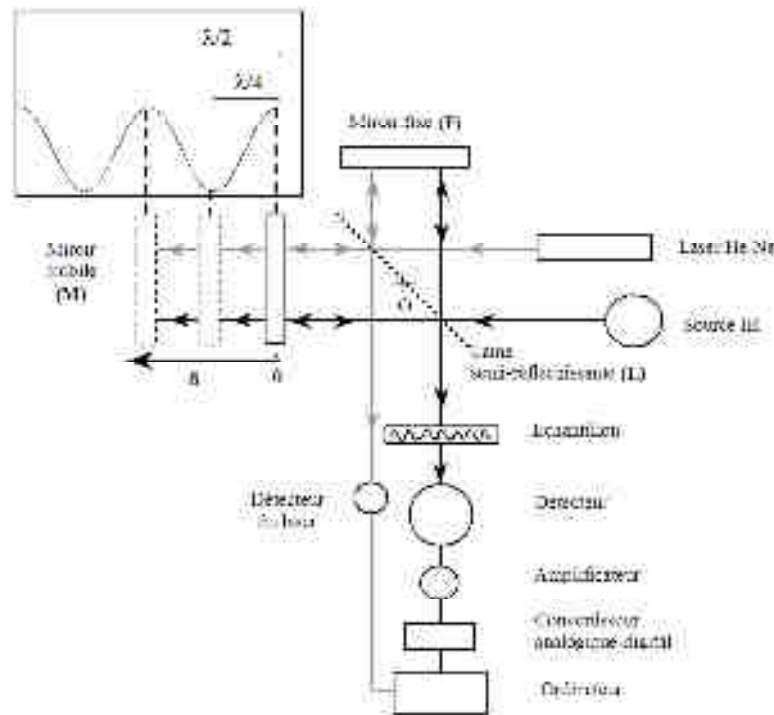 λ/2
λ/4
Miroir fixe (F)
Miroir
mobile
(M)
Laser He-Ne
Source IR
O
Lame
semi-réfléchissante (L)
δ
0
Echantillon
Détecteur
du laser
Détecteur
Amplificateur
Convertisseur
analogique-digital
Ordinateur